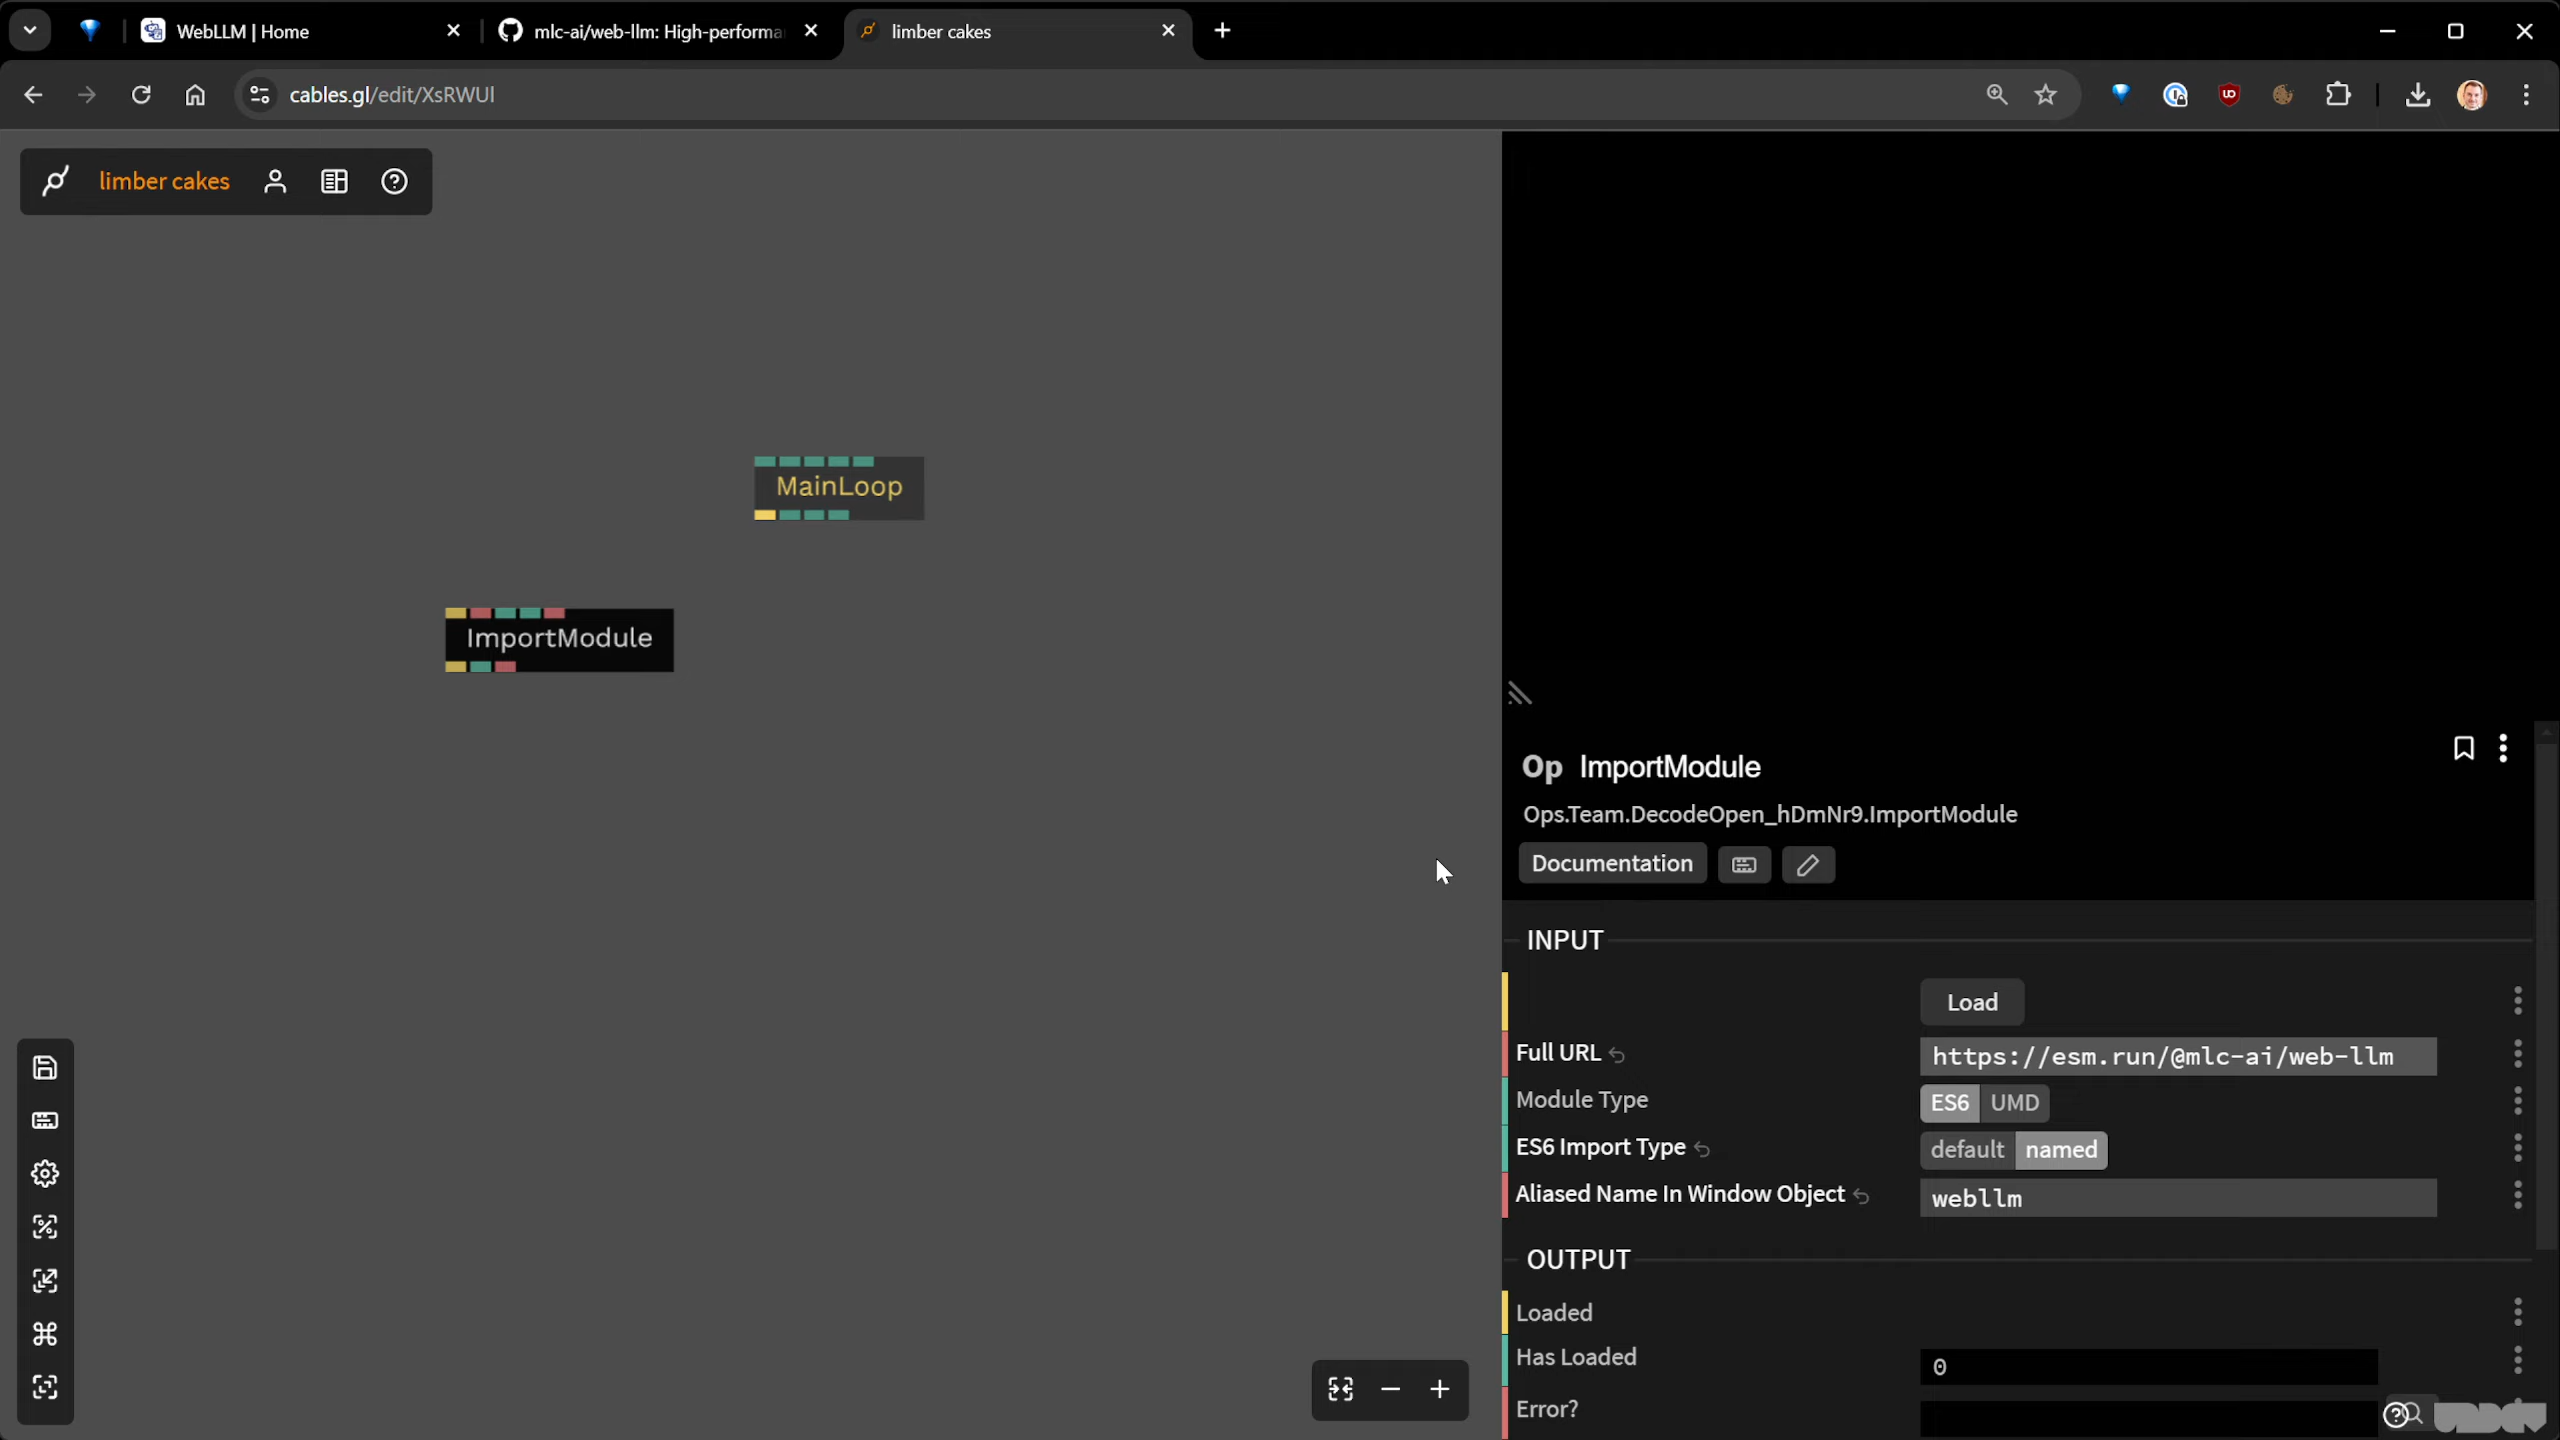 WebLLM | Home
mlc-ai/web-llm: High-performa
limber cakes
cables.gl/edit/XsRWUl
limber cakes
MainLoop
ImportModule
Op ImportModule
Ops.Team.DecodeOpen_hDmNr9.ImportModule
Documentation
INPUT
Load
Full URL https://esm.run/@mlc-ai/web-llm
Module Type ES6 UMD
ES6 Import Type default named
Aliased Name In Window Object webllm
OUTPUT
Loaded
Has Loaded 0
Error?